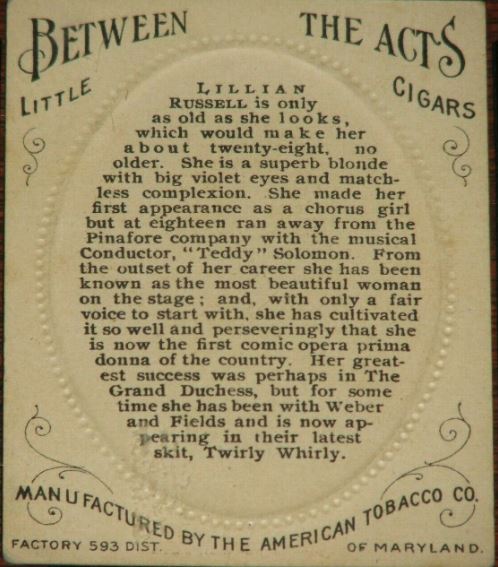 BETWEEN THE ACTS
LITTLE CIGARS
LILLIAN
RUSSELL is only
as old as she looks,
which would make her
about twenty-eight, no
older. She is a superb blonde
with big violet eyes and match-
less complexion. She made her
first appearance as a chorus girl
but at eighteen ran away from the
Pinafore company with the musical
Conductor, "Teddy" Solomon. From
the outset of her career she has been
known as the most beautiful woman
on the stage; and, with only a fair
voice to start with, she has cultivated
it so well and perseveringly that she
is now the first comic opera prima
donna of the country. Her great-
est success was perhaps in The
Grand Duchess, but for some
time she has been with Weber
and Fields and is now ap-
pearing in their latest
skit, Twirly Whirly.
MANUFACTURED BY THE AMERICAN TOBACCO CO.
FACTORY 593 DIST. OF MARYLAND.